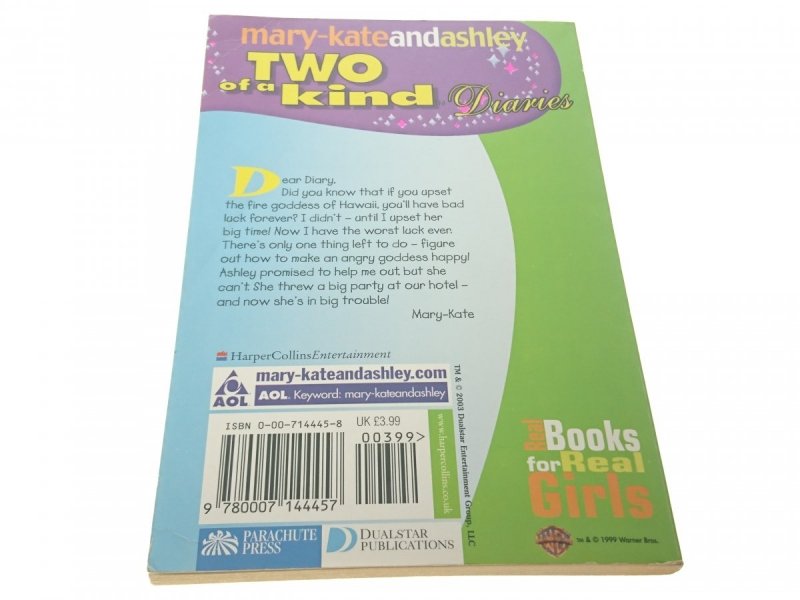 mary-kateandashley
TWO
of a kind Diaries
Dear Diary,
Did you know that if you upset
the fire goddess of Hawaii, you'll have bad
luck forever? I didn't – until I upset her
big time! Now I have the worst luck ever.
There's only one thing left to do – figure
out how to make an angry goddess happy!
Ashley promised to help me out but she
can't. She threw a big party at our hotel –
and now she's in big trouble!
Mary-Kate
HarperCollinsEntertainment
AOL
mary-kateandashley.com
AOL Keyword: mary-kateandashley
ISBN 0-00-714445-8
UK £3.99
00399>
9 780007 144457
www.harpercollins.co.uk
TM & © 2003 Dualstar Entertainment Group, LLC
PARACHUTE
PRESS
DUALSTAR
PUBLICATIONS
Real Books
for Real
Girls
TM & © 1999 Warner Bros.